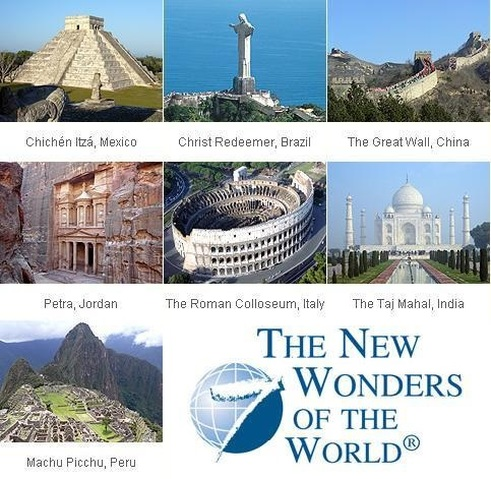 Chichén Itzá, Mexico
Christ Redeemer, Brazil
The Great Wall, China
Petra, Jordan
The Roman Colloseum, Italy
The Taj Mahal, India
Machu Picchu, Peru
THE NEW
WONDERS
OF THE
WORLD®